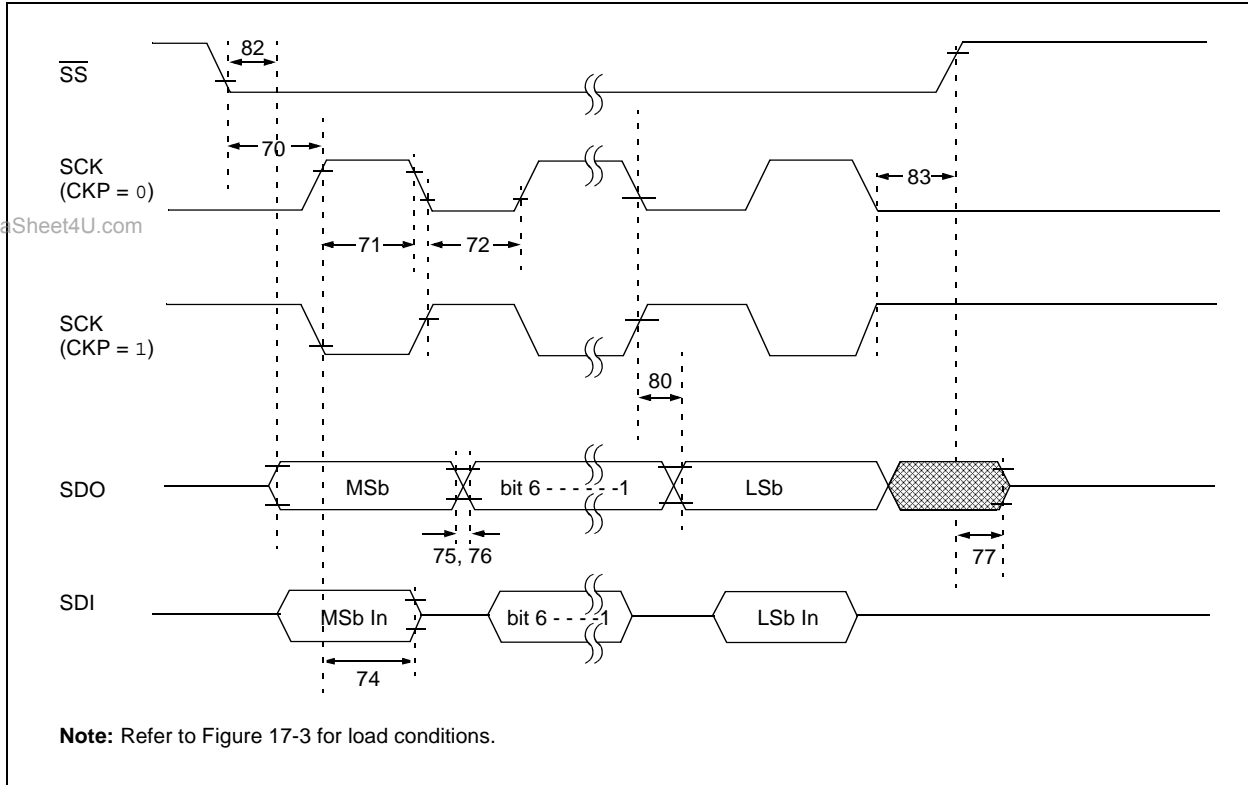 82
SS
70
SCK
(CKP = 0)
83
aSheet4U.com
71
72
SCK
(CKP = 1)
80
SDO
MSb
bit 6 - - - - - -1
LSb
75, 76
77
SDI
MSb In
bit 6 - - - -1
LSb In
74
Note: Refer to Figure 17-3 for load conditions.